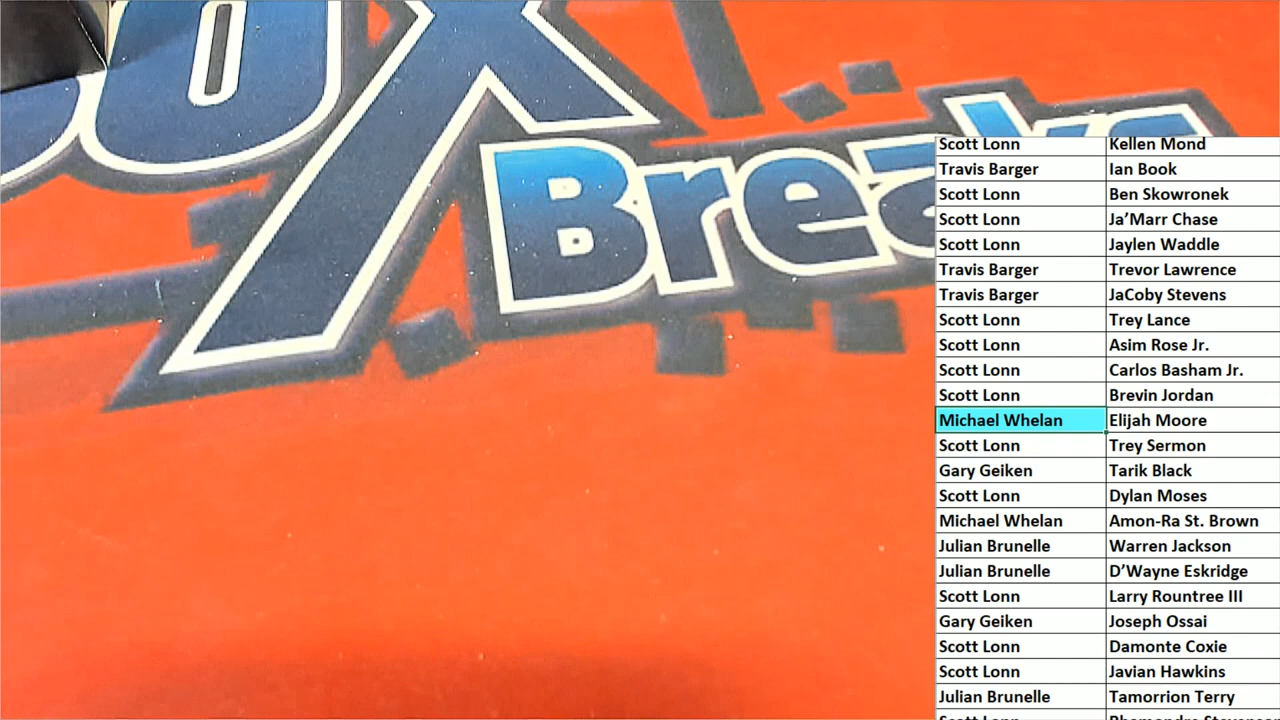 ox
Breaks
Scott Lonn Kellen Mond
Travis Barger Ian Book
Scott Lonn Ben Skowronek
Scott Lonn Ja’Marr Chase
Scott Lonn Jaylen Waddle
Travis Barger Trevor Lawrence
Travis Barger JaCoby Stevens
Scott Lonn Trey Lance
Scott Lonn Asim Rose Jr.
Scott Lonn Carlos Basham Jr.
Scott Lonn Brevin Jordan
Michael Whelan Elijah Moore
Scott Lonn Trey Sermon
Gary Geiken Tarik Black
Scott Lonn Dylan Moses
Michael Whelan Amon-Ra St. Brown
Julian Brunelle Warren Jackson
Julian Brunelle D’Wayne Eskridge
Scott Lonn Larry Rountree III
Gary Geiken Joseph Ossai
Scott Lonn Damonte Coxie
Scott Lonn Javian Hawkins
Julian Brunelle Tamorrion Terry